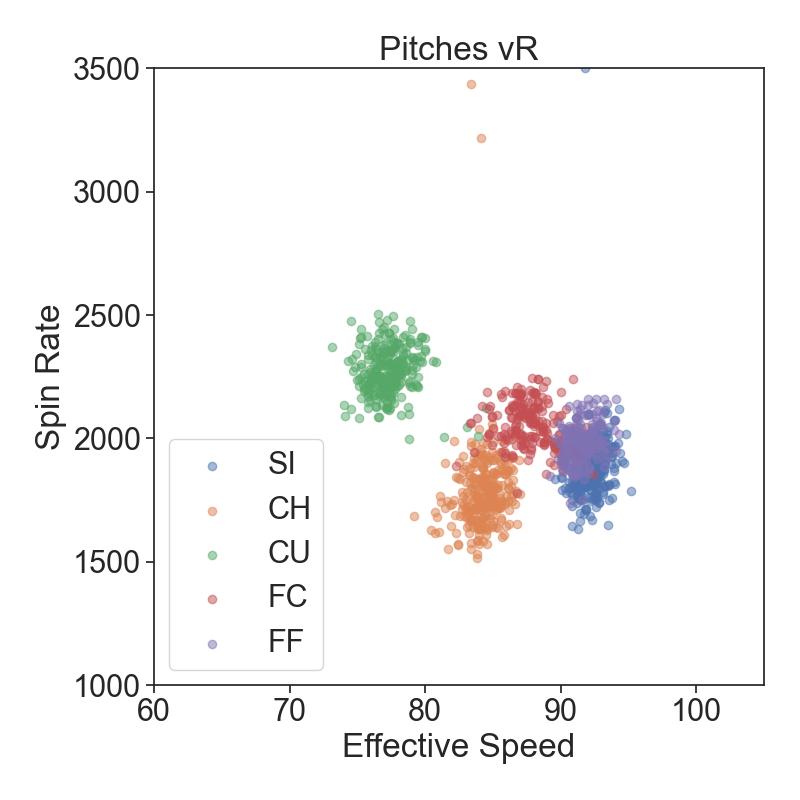 Pitches vR
3500
3000
2500
2000
1500
1000
Spin Rate
SI
CH
CU
FC
FF
60 70 80 90 100
Effective Speed